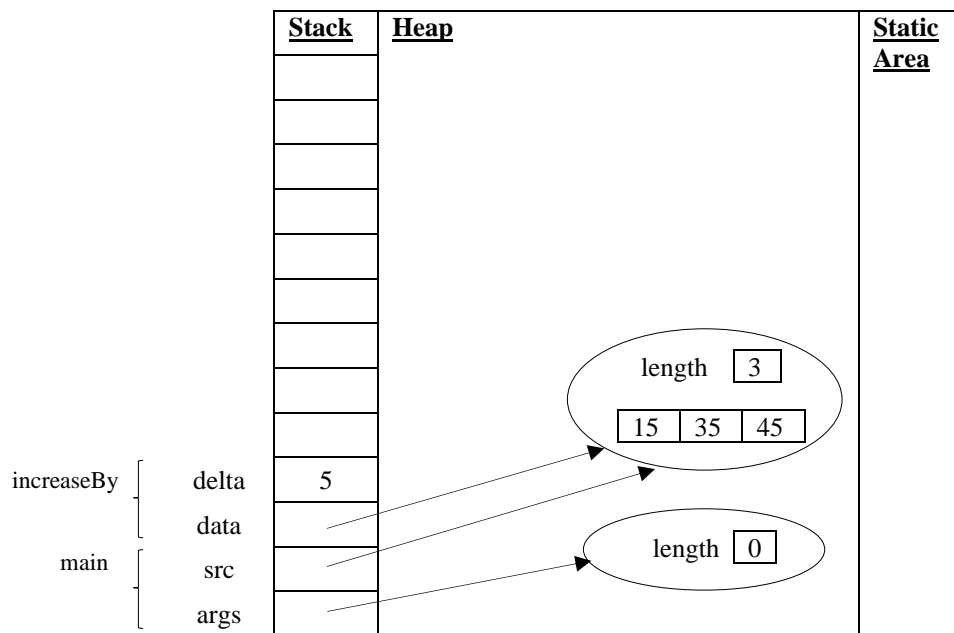 Stack Heap Static
Area
length 3
15 35 45
increaseBy delta 5
data
length 0
main src
args